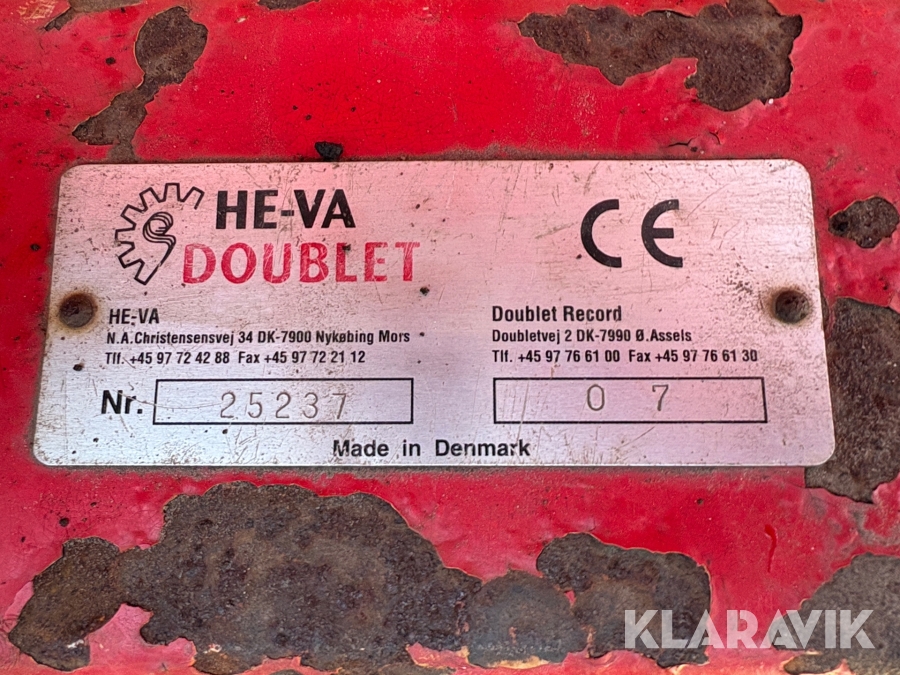 HE-VA
DOUBLET
CE
HE-VA
N.A.Christensensvej 34 DK-7900 Nykøbing Mors
Tlf. +45 97 72 42 88 Fax +45 97 72 21 12
Doublet Record
Doubletvej 2 DK-7990 Ø.Assels
Tlf. +45 97 76 61 00 Fax +45 97 76 61 30
Nr. 25237
0 7
Made in Denmark
KLARAVIK